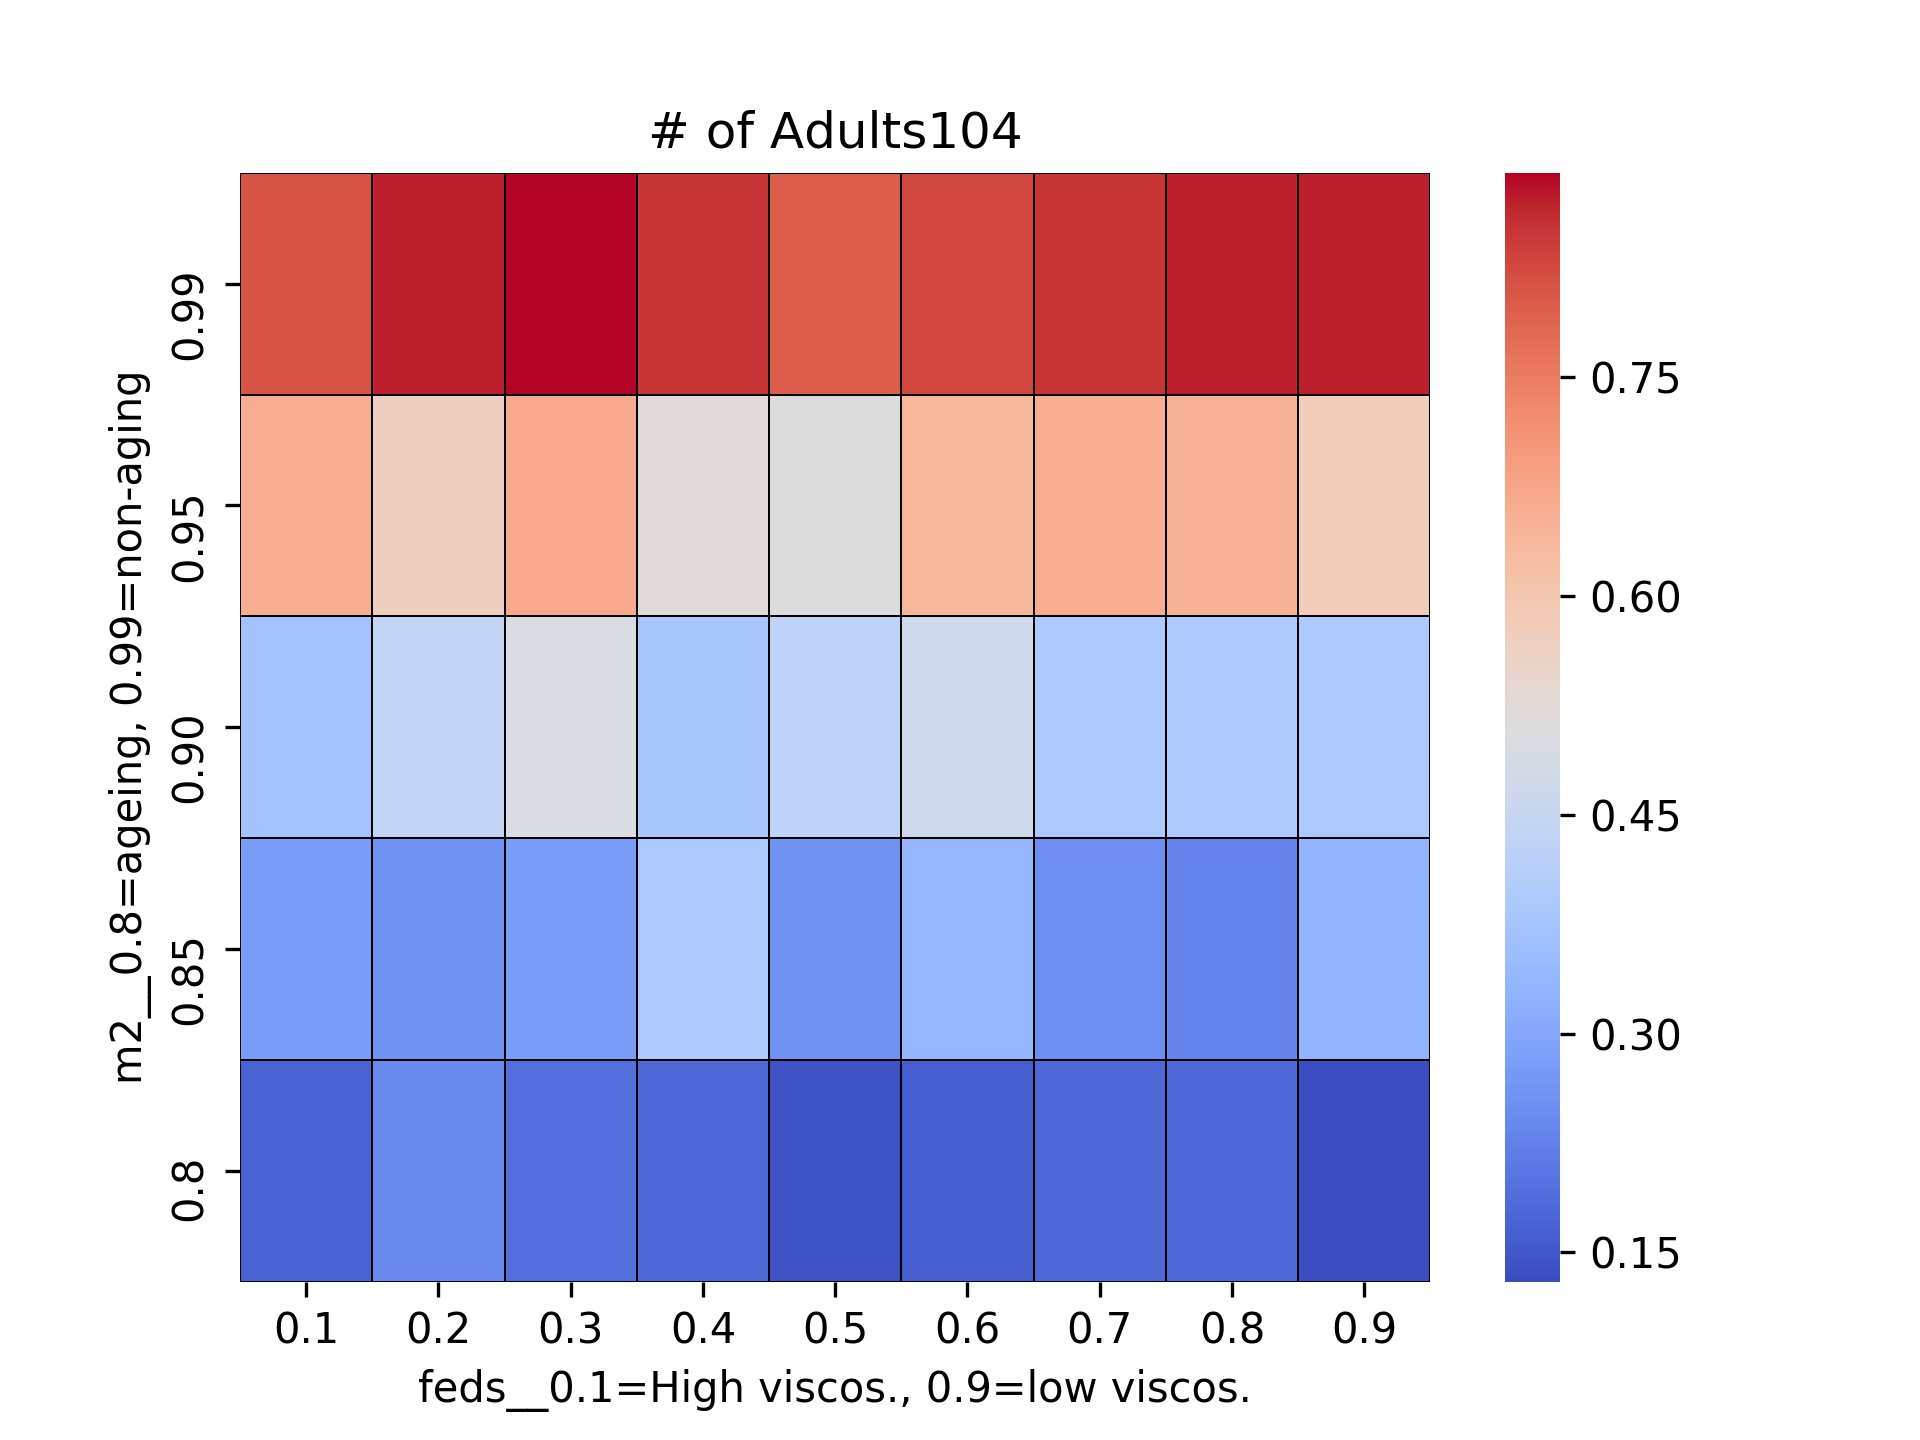 # of Adults104
m2__0.8=ageing, 0.99=non-aging
0.99
0.95
0.90
0.85
0.8
0.1 0.2 0.3 0.4 0.5 0.6 0.7 0.8 0.9
feds__0.1=High viscos., 0.9=low viscos.
0.75
0.60
0.45
0.30
0.15